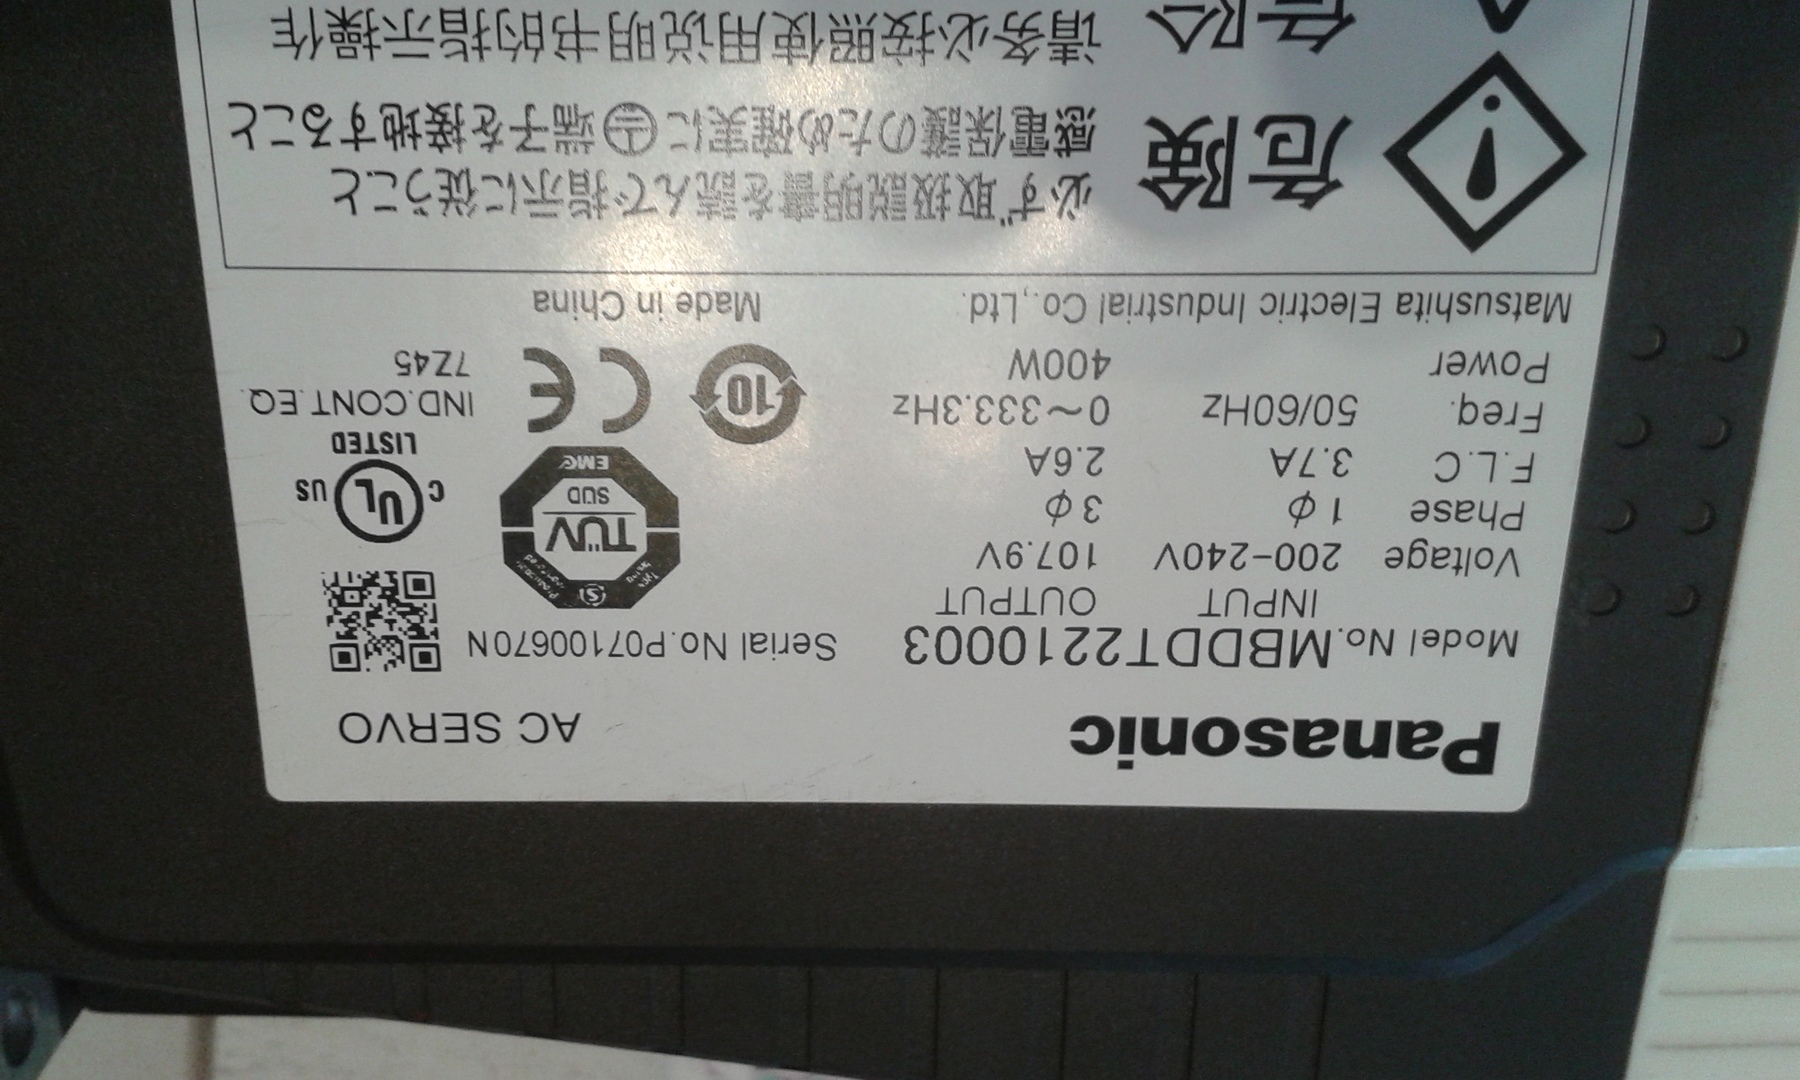 Panasonic AC SERVO
Model No.MBDDT2210003 Serial No.P07100670N
INPUT OUTPUT
Voltage 200-240V 107.9V
Phase 1Φ 3Φ
F.L.C 3.7A 2.6A
Freq. 50/60Hz 0~333.3Hz
Power 400W
TÜV
SÜD
EMC
C UL US
LISTED
IND.CONT.EQ.
7Z45
10
CE
Matsushita Electric Industrial Co.,Ltd. Made in China
危険
必ず取扱説明書を読んで指示に従うこと
感電保護のため確実に端子を接地すること
危险
请务必按照使用说明书的指示操作